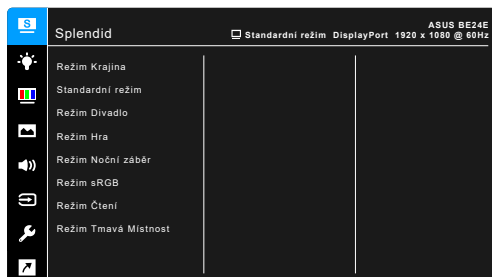 S
Splendid
ASUS BE24E
Standardní režim DisplayPort 1920 x 1080 @ 60Hz
Režim Krajina
Standardní režim
Režim Divadlo
Režim Hra
Režim Noční záběr
Režim sRGB
Režim Čtení
Režim Tmavá Místnost